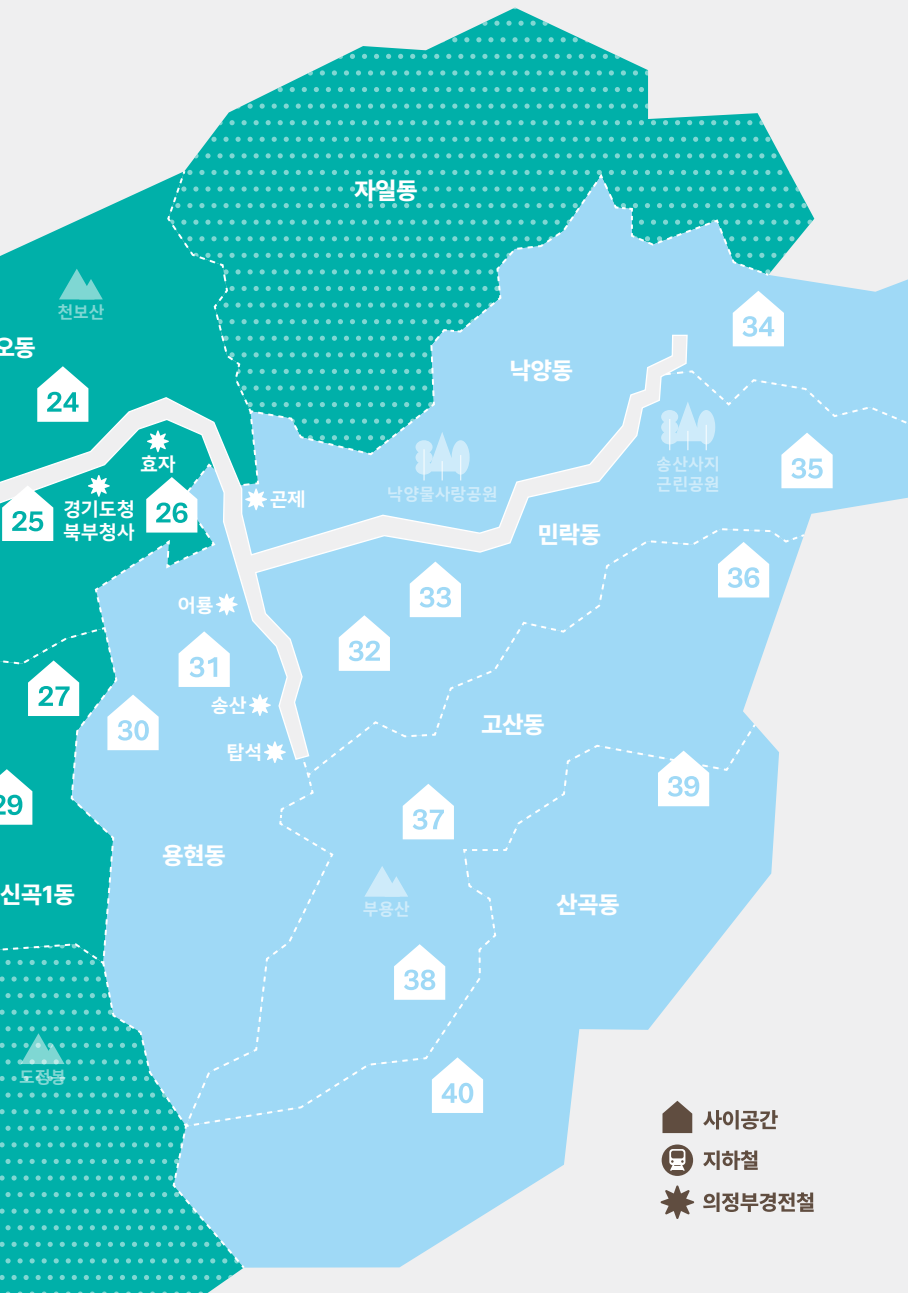 자일동
천보산
34
오동
낙양동
24
송산사지
근린공원
효자
35
낙양물사랑공원
곤제
경기도청
북부청사
25
26
민락동
36
33
어룡
32
31
27
송산
30
고산동
탑석
39
29
37
용현동
신곡1동
산곡동
부용산
38
도정봉
40
사이공간
지하철
의정부경전철